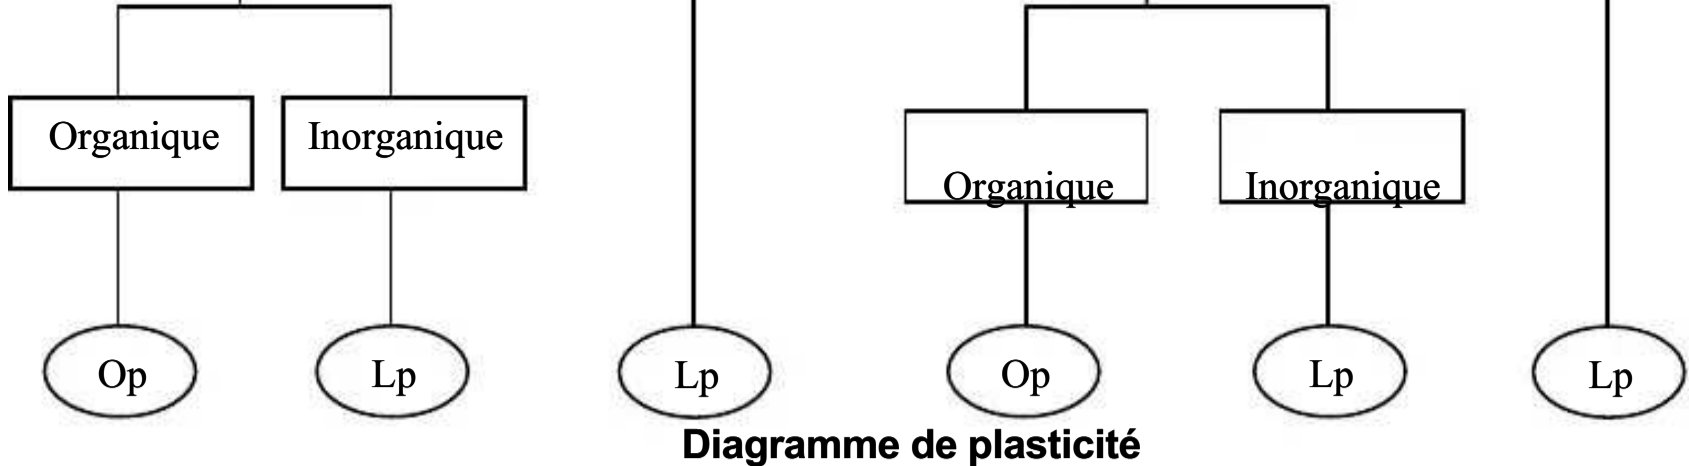 Organique Inorganique
Organique Inorganique
Op Lp Lp Op Lp Lp
Diagramme de plasticité